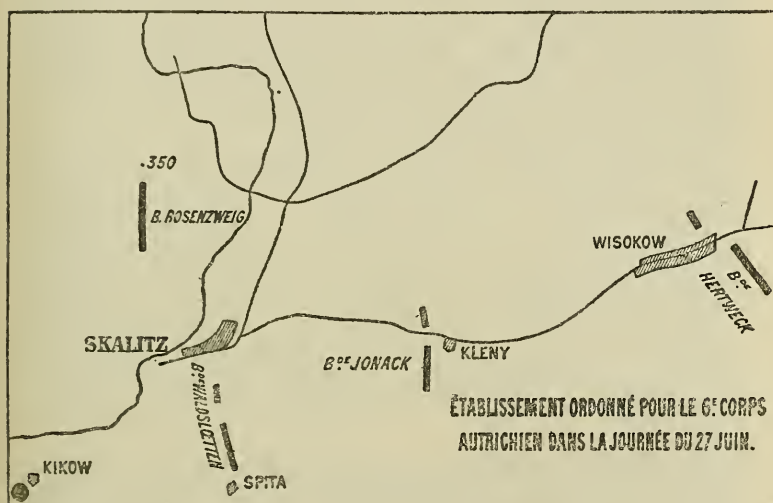 .350
B. ROSENZWEIG
WISOKOW
Bᴰᴱ HERTWECK
SKALITZ
Bᴰᴱ JONACK
KLENY
Bᴰᴱ WALDSLŒTTEN
ÉTABLISSEMENT ORDONNÉ POUR LE 6ᴱ CORPS
AUTRICHIEN DANS LA JOURNÉE DU 27 JUIN.
KIKOW
SPITA